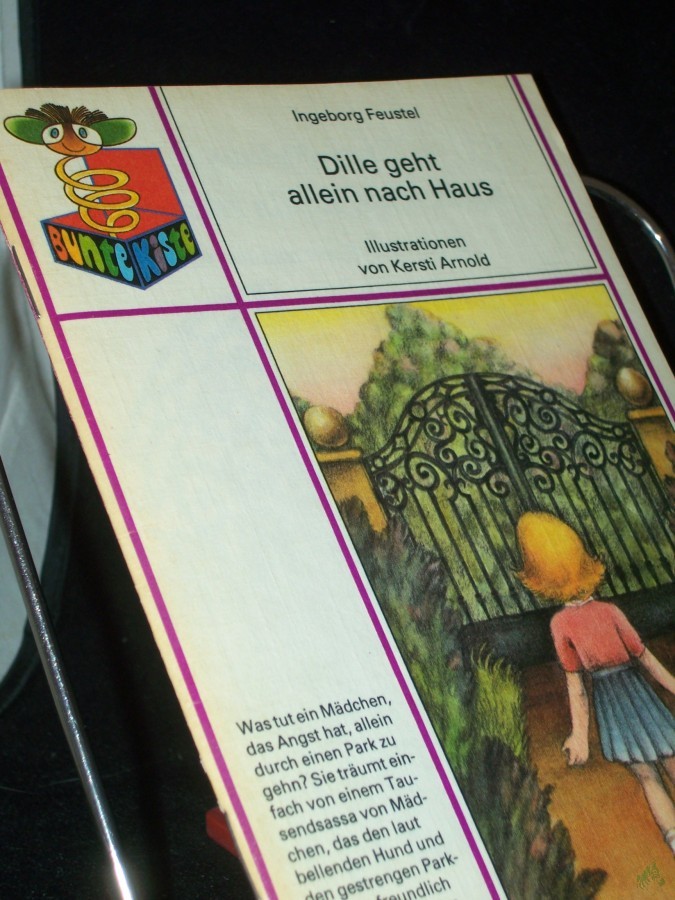 Ingeborg Feustel
Dille geht
allein nach Haus
Illustrationen
von Kersti Arnold
BUNTE KiSTE
Was tut ein Mädchen,
das Angst hat, allein
durch einen Park zu
gehn? Sie träumt ein-
fach von einem Tau-
sendsassa von Mäd-
chen, das den laut
bellenden Hund und
den gestrengen Park-
freundlich